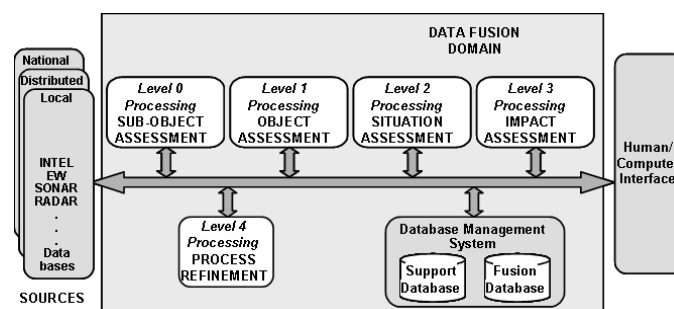 DATA FUSION
DOMAIN
National
Distributed
Local
INTEL
EW
SONAR
RADAR
.
.
.
Data
bases
SOURCES
Level 0
Processing
SUB-OBJECT
ASSESSMENT
Level 1
Processing
OBJECT
ASSESSMENT
Level 2
Processing
SITUATION
ASSESSMENT
Level 3
Processing
IMPACT
ASSESSMENT
Human/
Computer
Interface
Level 4
Processing
PROCESS
REFINEMENT
Database Management
System
Support
Database
Fusion
Database